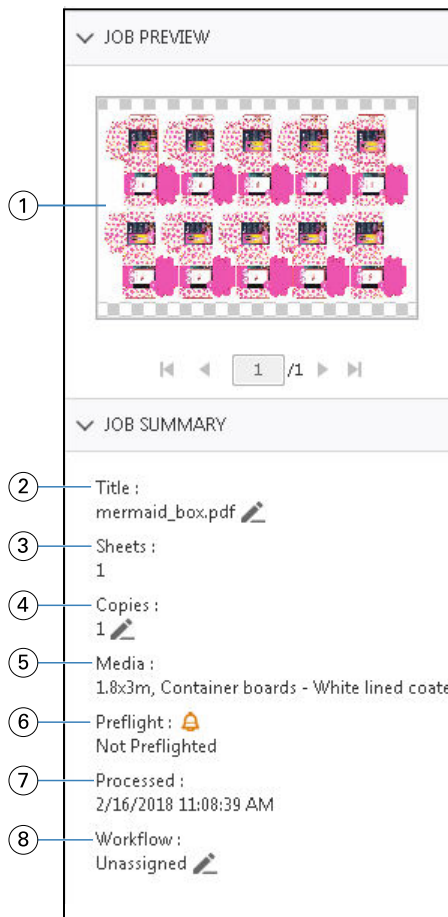 JOB PREVIEW
1
1 /1
JOB SUMMARY
2
Title :
mermaid_box.pdf
3
Sheets :
1
4
Copies :
1
5
Media :
1.8x3m, Container boards - White lined coate
6
Preflight :
Not Preflighted
7
Processed :
2/16/2018 11:08:39 AM
8
Workflow :
Unassigned